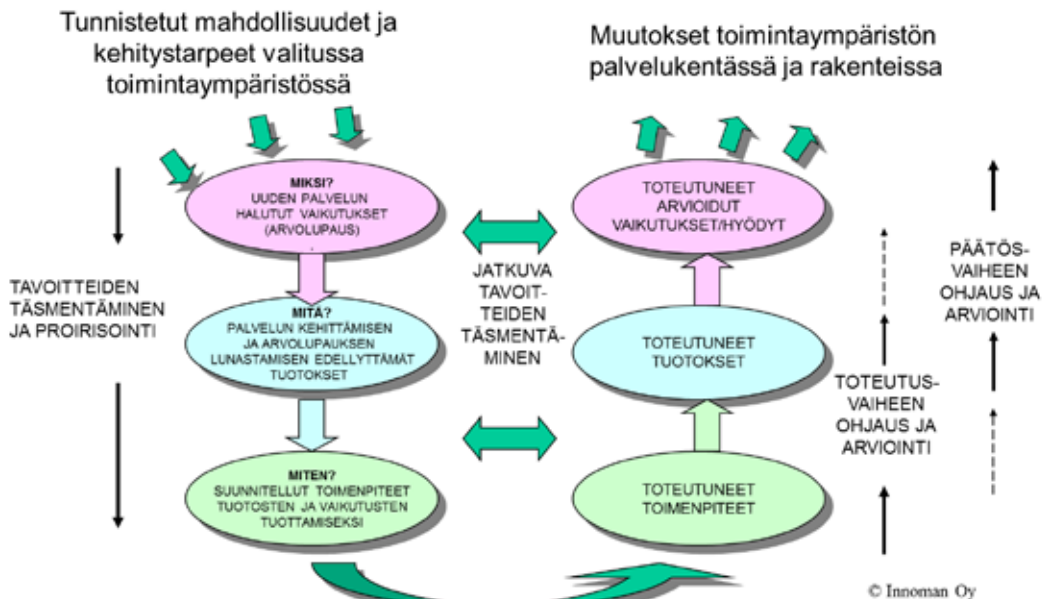 Tunnistetut mahdollisuudet ja
kehitystarpeet valitussa
toimintaympäristössä
Muutokset toimintaympäristön
palvelukentässä ja rakenteissa
MIKSI?
UUDEN PALVELUN
HALUTUT VAIKUTUKSET
(ARVOLUPAUS)
TOTEUTUNEET
ARVIOIDUT
VAIKUTUKSET/HYÖDYT
TAVOITTEIDEN
TÄSMENTÄMINEN
JA PROIRISOINTI
JATKUVA
TAVOIT-
TEIDEN
TÄSMENTÄ-
MINEN
PÄÄTÖS-
VAIHEEN
OHJAUS JA
ARVIOINTI
MITÄ?
PALVELUN KEHITTÄMISEN
JA ARVOLUPAUKSEN
LUNASTAMISEN EDELLYTTÄMÄT
TUOTOKSET
TOTEUTUNEET
TUOTOKSET
TOTEUTUS-
VAIHEEN
OHJAUS JA
ARVIOINTI
MITEN?
SUUNNITELLUT TOIMENPITEET
TUOTOSTEN JA VAIKUTUSTEN
TUOTTAMISEKSI
TOTEUTUNEET
TOIMENPITEET
© Innoman Oy